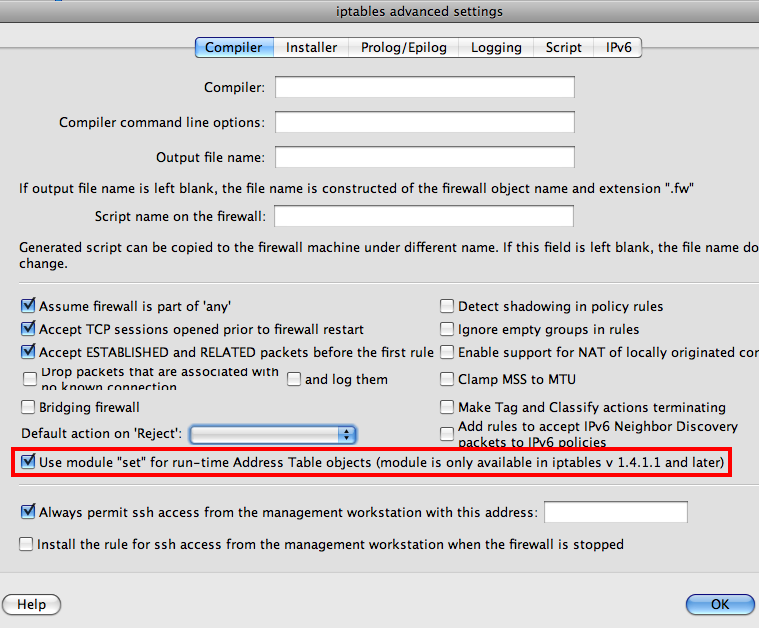 iptables advanced settings
Compiler Installer Prolog/Epilog Logging Script IPv6
Compiler:
Compiler command line options:
Output file name:
If output file name is left blank, the file name is constructed of the firewall object name and extension ".fw"
Script name on the firewall:
Generated script can be copied to the firewall machine under different name. If this field is left blank, the file name do
change.
Assume firewall is part of 'any'
Detect shadowing in policy rules
Accept TCP sessions opened prior to firewall restart
Ignore empty groups in rules
Accept ESTABLISHED and RELATED packets before the first rule
Enable support for NAT of locally originated con
Drop packets that are associated with
no known connection
and log them
Clamp MSS to MTU
Bridging firewall
Make Tag and Classify actions terminating
Default action on 'Reject':
Add rules to accept IPv6 Neighbor Discovery
packets to IPv6 policies
Use module "set" for run-time Address Table objects (module is only available in iptables v 1.4.1.1 and later)
Always permit ssh access from the management workstation with this address:
Install the rule for ssh access from the management workstation when the firewall is stopped
Help
OK